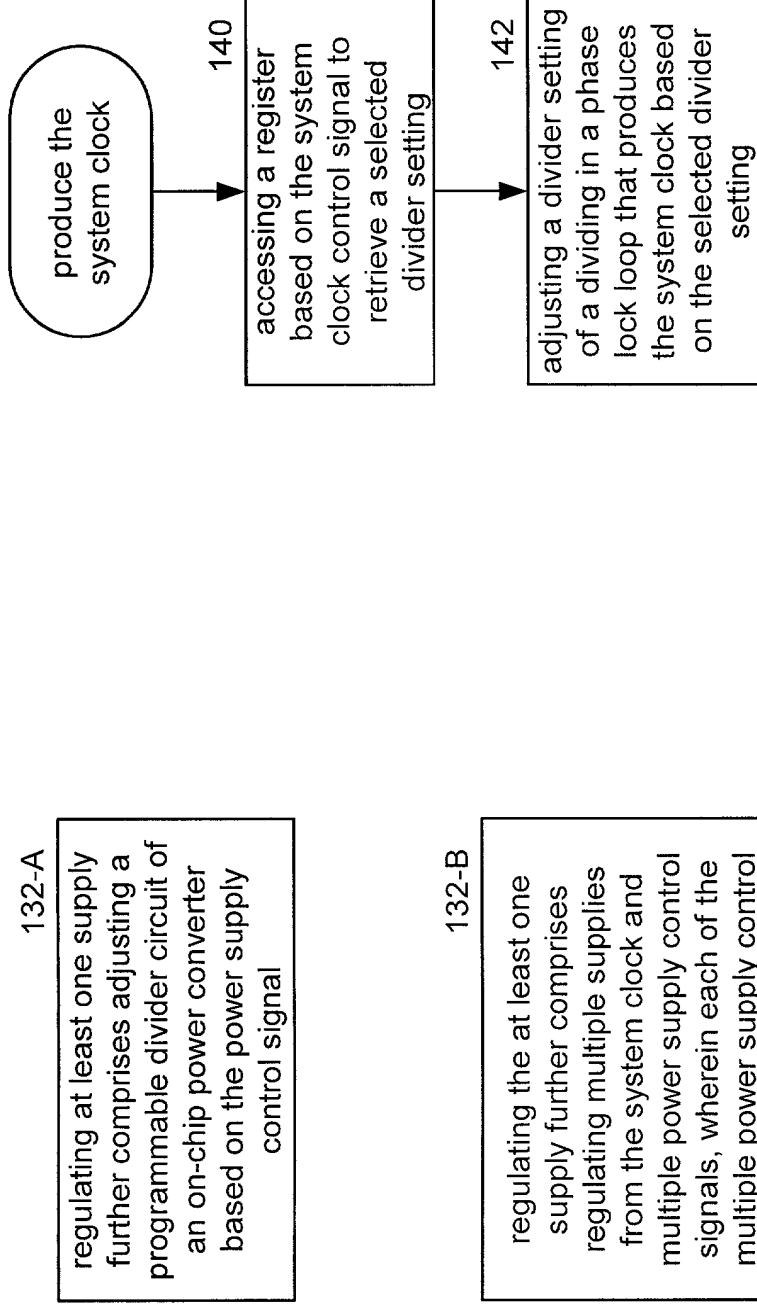 produce the
system clock
140
accessing a register
based on the system
clock control signal to
retrieve a selected
divider setting
142
adjusting a divider setting
of a dividing in a phase
lock loop that produces
the system clock based
on the selected divider
setting
132-A
regulating at least one supply
further comprises adjusting a
programmable divider circuit of
an on-chip power converter
based on the power supply
control signal
132-B
regulating the at least one
supply further comprises
regulating multiple supplies
from the system clock and
multiple power supply control
signals, wherein each of the
multiple power supply control